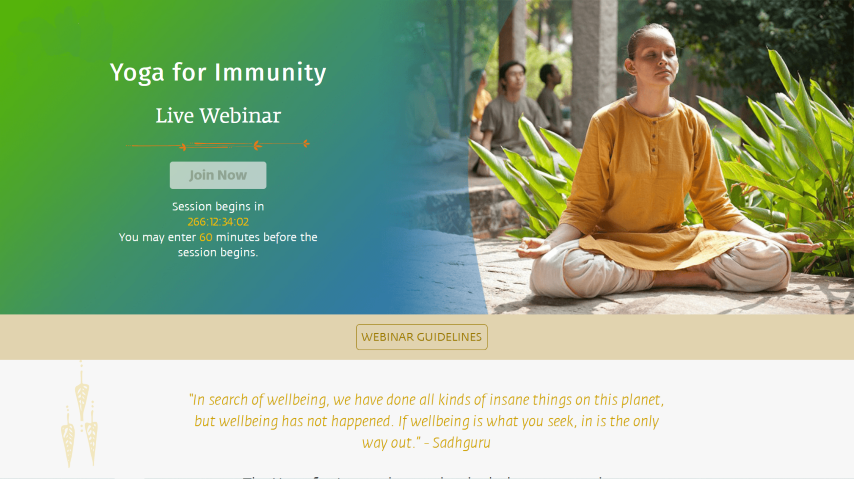 Yoga for Immunity
Live Webinar
Join Now
Session begins in
266:12:34:02
You may enter 60 minutes before the
session begins.
WEBINAR GUIDELINES
"In search of wellbeing, we have done all kinds of insane things on this planet,
but wellbeing has not happened. If wellbeing is what you seek, in is the only
way out." - Sadhguru